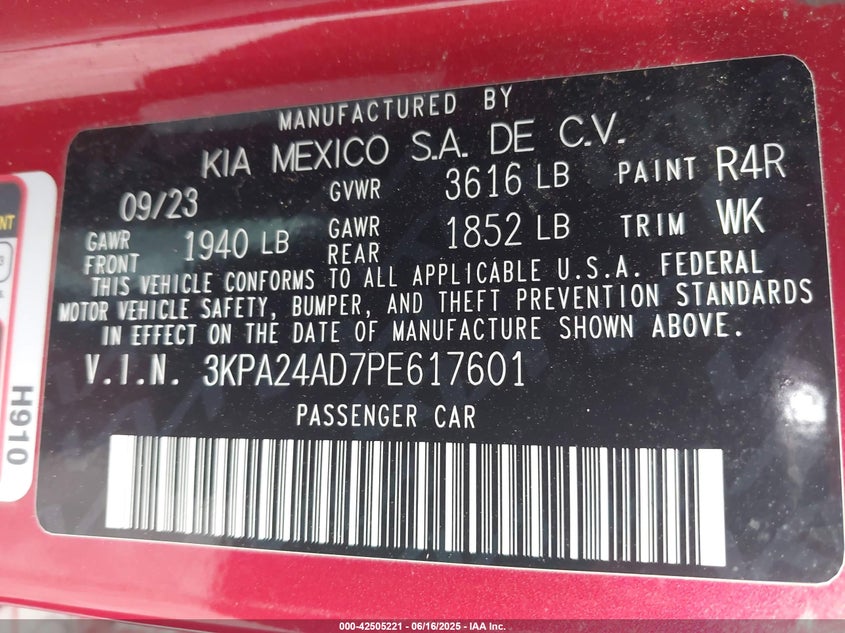 MANUFACTURED BY
KIA MEXICO S.A. DE C.V.
09/23 GVWR 3616 LB PAINT R4R
GAWR FRONT 1940 LB GAWR REAR 1852 LB TRIM WK
THIS VEHICLE CONFORMS TO ALL APPLICABLE U.S.A. FEDERAL
MOTOR VEHICLE SAFETY, BUMPER, AND THEFT PREVENTION STANDARDS
IN EFFECT ON THE DATE OF MANUFACTURE SHOWN ABOVE.
V.I.N. 3KPA24AD7PE617601
PASSENGER CAR
H910
000-42505221 - 06/16/2025 - IAA Inc.